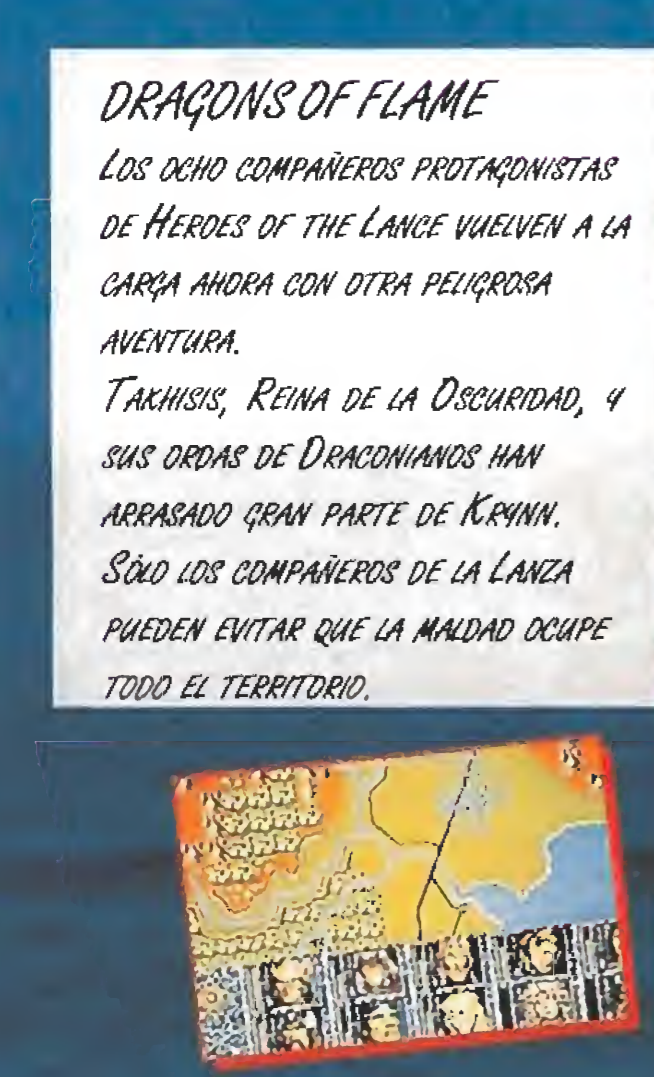 DRAGONS OF FLAME
LOS OCHO COMPAÑEROS PROTAGONISTAS
DE HEROES OF THE LANCE VUELVEN A LA
CARGA AHORA CON OTRA PELIGROSA
AVENTURA.
TAKHISIS, REINA DE LA OSCURIDAD, Y
SUS ORDAS DE DRACONIANOS HAN
ARRASADO GRAN PARTE DE KRYNN.
SÓLO LOS COMPAÑEROS DE LA LANZA
PUEDEN EVITAR QUE LA MALDAD OCUPE
TODO EL TERRITORIO.